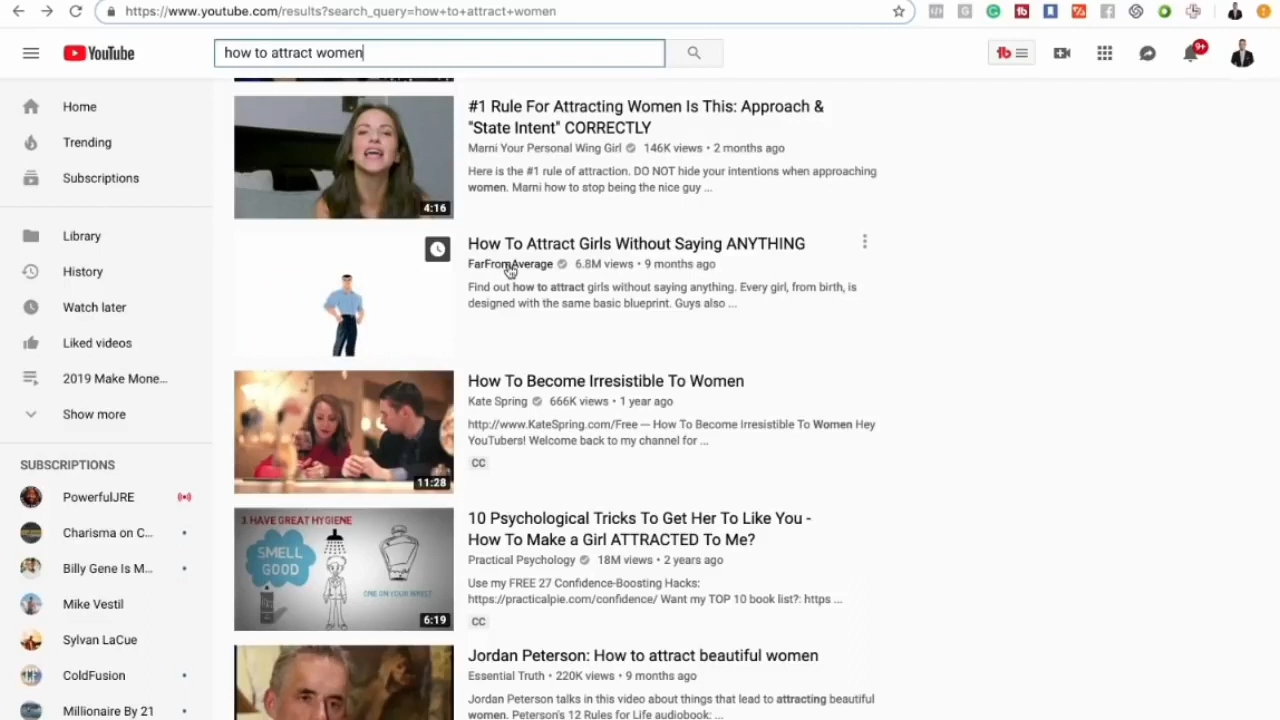 https://www.youtube.com/results?search_query=how+to+attract+women
YouTube
how to attract women
tb
9+
Home
Trending
Subscriptions
Library
History
Watch later
Liked videos
2019 Make Mone...
Show more
SUBSCRIPTIONS
PowerfulJRE
Charisma on C...
Billy Gene Is M...
Mike Vestil
Sylvan LaCue
ColdFusion
Millionaire By 21
4:16
#1 Rule For Attracting Women Is This: Approach &
"State Intent" CORRECTLY
Marni Your Personal Wing Girl 146K views • 2 months ago
Here is the #1 rule of attraction. DO NOT hide your intentions when approaching
women. Marni how to stop being the nice guy ...
How To Attract Girls Without Saying ANYTHING
FarFromAverage 6.8M views • 9 months ago
Find out how to attract girls without saying anything. Every girl, from birth, is
designed with the same basic blueprint. Guys also ...
11:28
How To Become Irresistible To Women
Kate Spring 666K views • 1 year ago
http://www.KateSpring.com/Free — How To Become Irresistible To Women Hey
YouTubers! Welcome back to my channel for ...
CC
3. HAVE GREAT HYGIENE
SMELL
GOOD
ONE ON YOUR WRIST
6:19
10 Psychological Tricks To Get Her To Like You -
How To Make a Girl ATTRACTED To Me?
Practical Psychology 18M views • 2 years ago
Use my FREE 27 Confidence-Boosting Hacks:
https://practicalpie.com/confidence/ Want my TOP 10 book list?: https ...
CC
Jordan Peterson: How to attract beautiful women
Essential Truth • 220K views • 9 months ago
Jordan Peterson talks in this video about things that lead to attracting beautiful
women. Peterson's 12 Rules for Life audiobook: ...